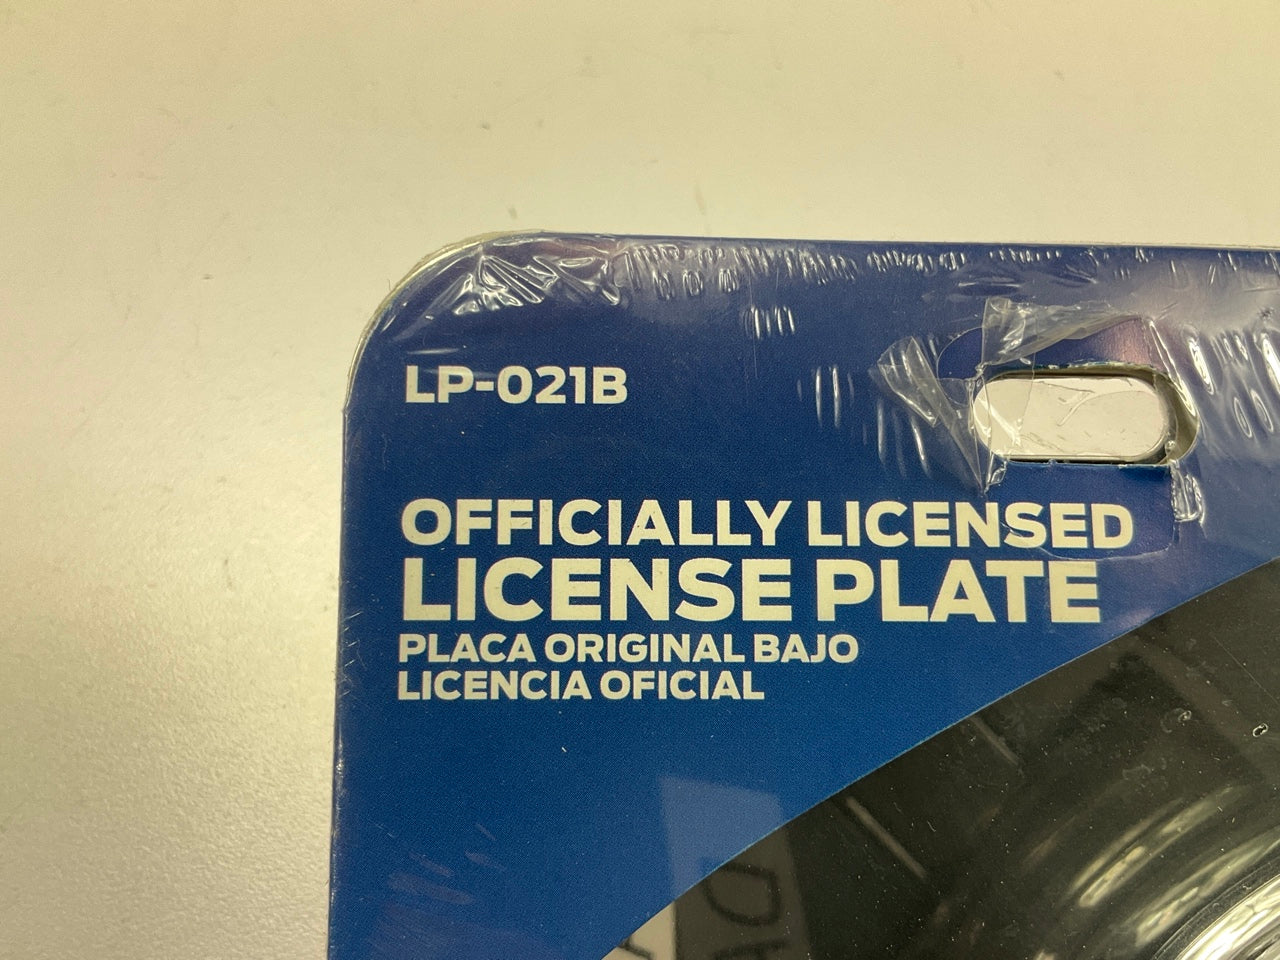 LP-021B
OFFICIALLY LICENSED
LICENSE PLATE
PLACA ORIGINAL BAJO
LICENCIA OFICIAL